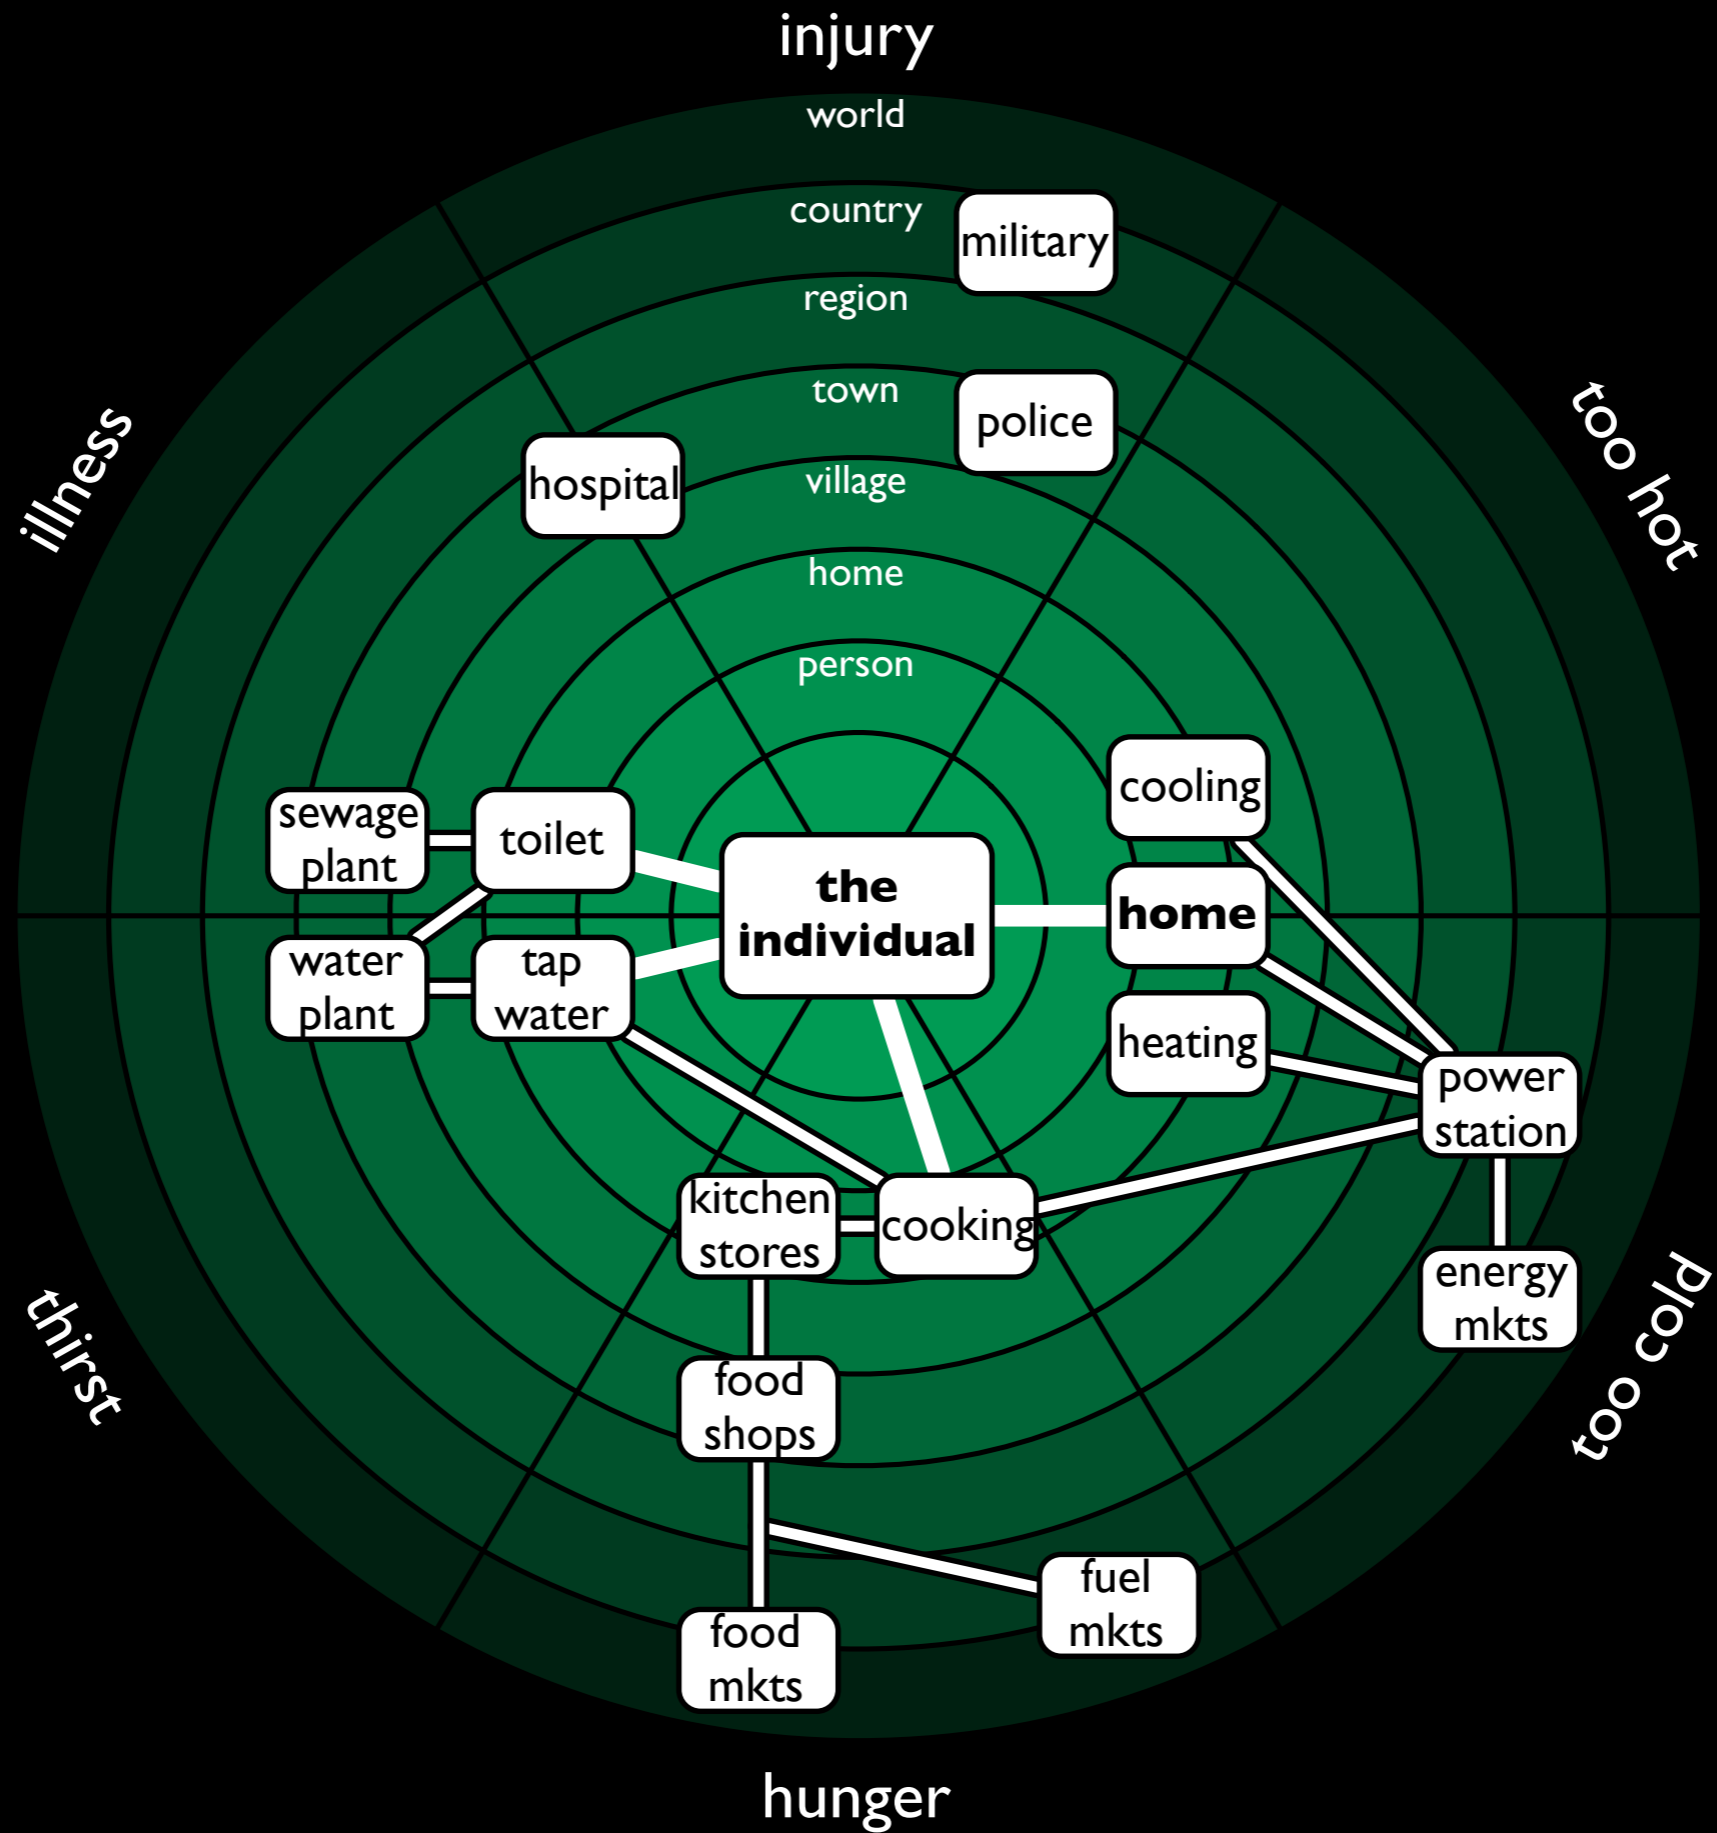 injury
world
country
military
region
town
police
illness
too hot
hospital
village
home
person
cooling
sewage
plant
toilet
the
individual
home
water
plant
tap
water
heating
power
station
kitchen
stores
cooking
energy
mkts
thirst
too cold
food
shops
fuel
mkts
food
mkts
hunger